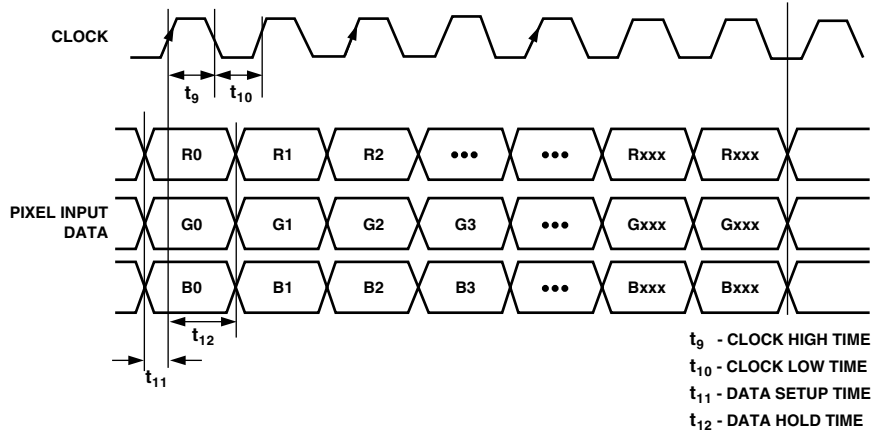 CLOCK
t9 t10
R0 R1 R2 ••• ••• Rxxx Rxxx
PIXEL INPUT
DATA
G0 G1 G2 G3 ••• Gxxx Gxxx
B0 B1 B2 B3 ••• Bxxx Bxxx
t12
t11
t9 - CLOCK HIGH TIME
t10 - CLOCK LOW TIME
t11 - DATA SETUP TIME
t12 - DATA HOLD TIME